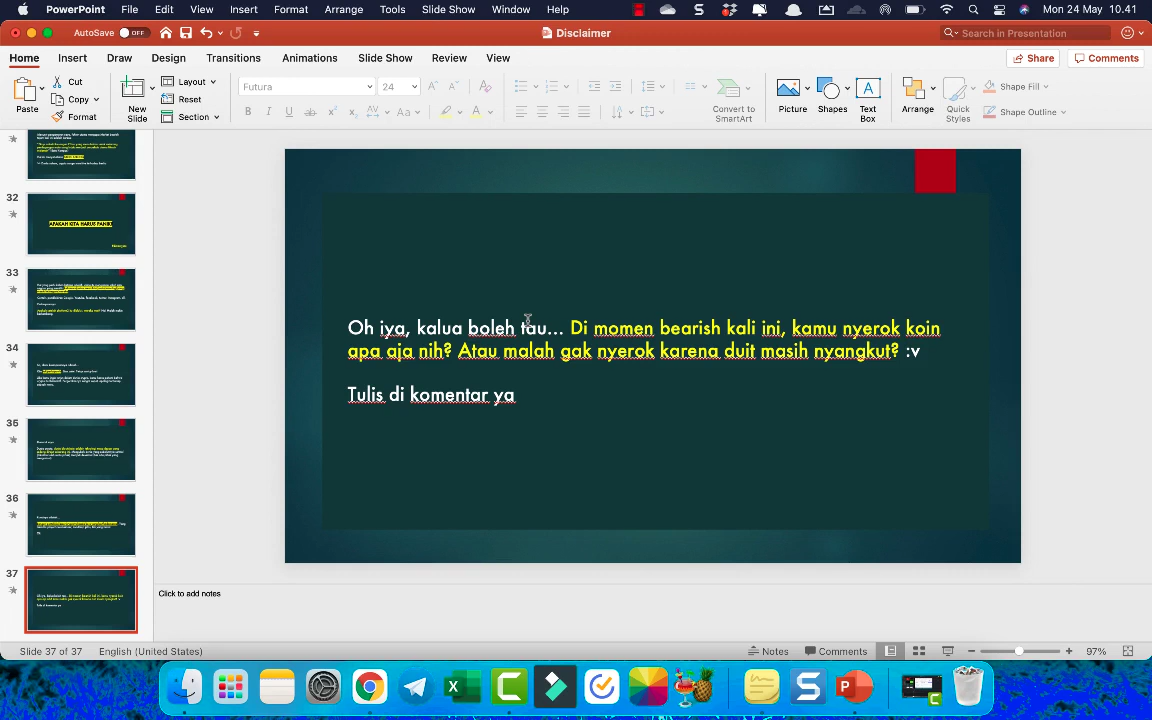 PowerPoint File Edit View Insert Format Arrange Tools Slide Show Window Help Mon 24 May 10.41
AutoSave OFF Disclaimer Search in Presentation
Home Insert Draw Design Transitions Animations Slide Show Review View Share Comments
Paste Cut Copy Format
New Slide Layout Reset Section
Futura 24
Convert to SmartArt
Picture Shapes Text Box Arrange Quick Styles Shape Fill Shape Outline
32
APAKAH KITA HARUS PANIK?
33
34
35
36
37
Oh iya, kalua boleh tau... Di momen bearish kali ini, kamu nyerok koin
apa aja nih? Atau malah gak nyerok karena duit masih nyangkut? :v
Tulis di komentar ya
Click to add notes
Slide 37 of 37 English (United States) Notes Comments 97%